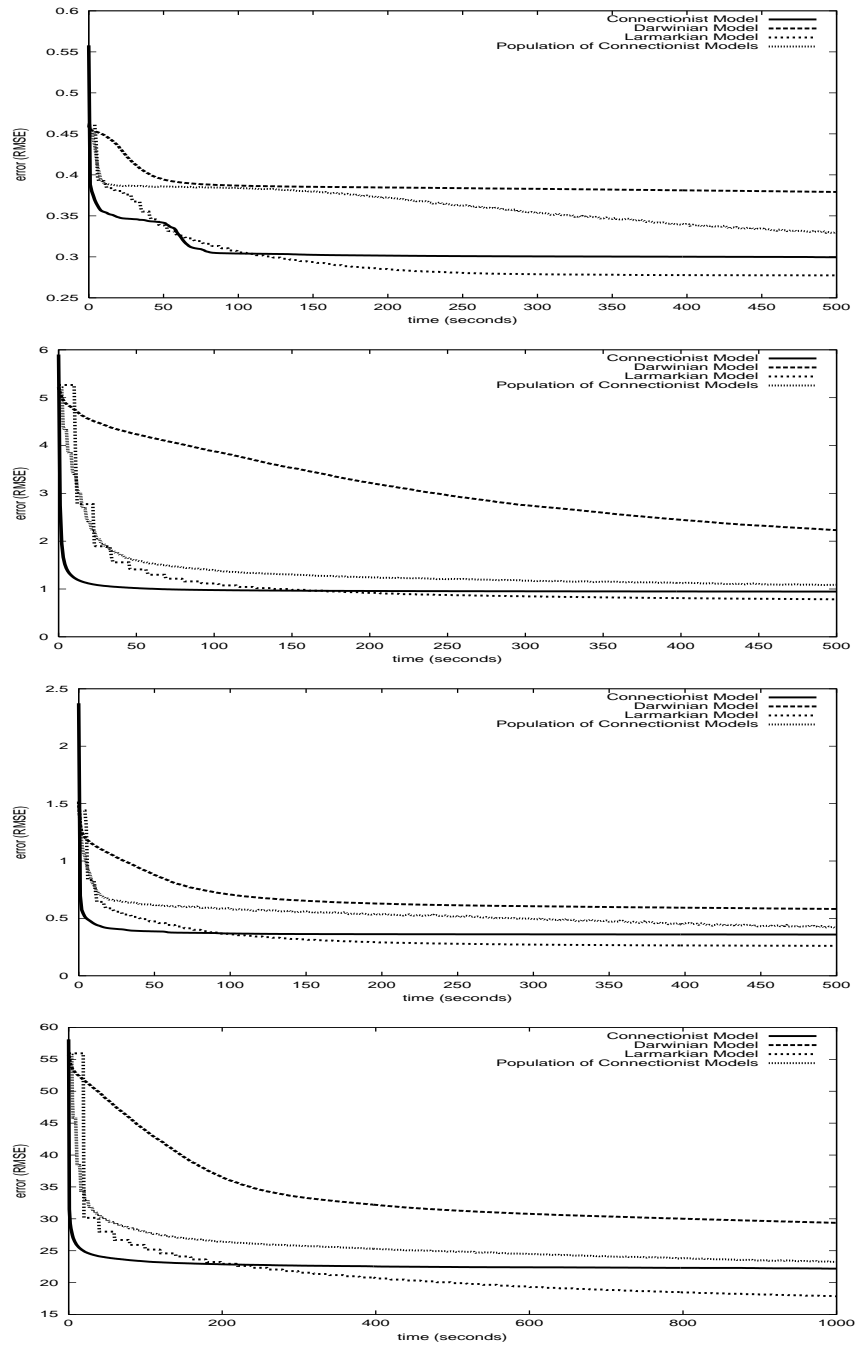 0.6
0.55
0.5
0.45
0.4
0.35
0.3
0.25
error (RMSE)
0 50 100 150 200 250 300 350 400 450 500
time (seconds)
Connectionist Model
Darwinian Model
Larmarkian Model
Population of Connectionist Models
6
5
4
3
2
1
0
error (RMSE)
0 50 100 150 200 250 300 350 400 450 500
time (seconds)
Connectionist Model
Darwinian Model
Larmarkian Model
Population of Connectionist Models
2.5
2
1.5
1
0.5
0
error (RMSE)
0 50 100 150 200 250 300 350 400 450 500
time (seconds)
Connectionist Model
Darwinian Model
Larmarkian Model
Population of Connectionist Models
60
55
50
45
40
35
30
25
20
15
error (RMSE)
0 200 400 600 800 1000
time (seconds)
Connectionist Model
Darwinian Model
Larmarkian Model
Population of Connectionist Models